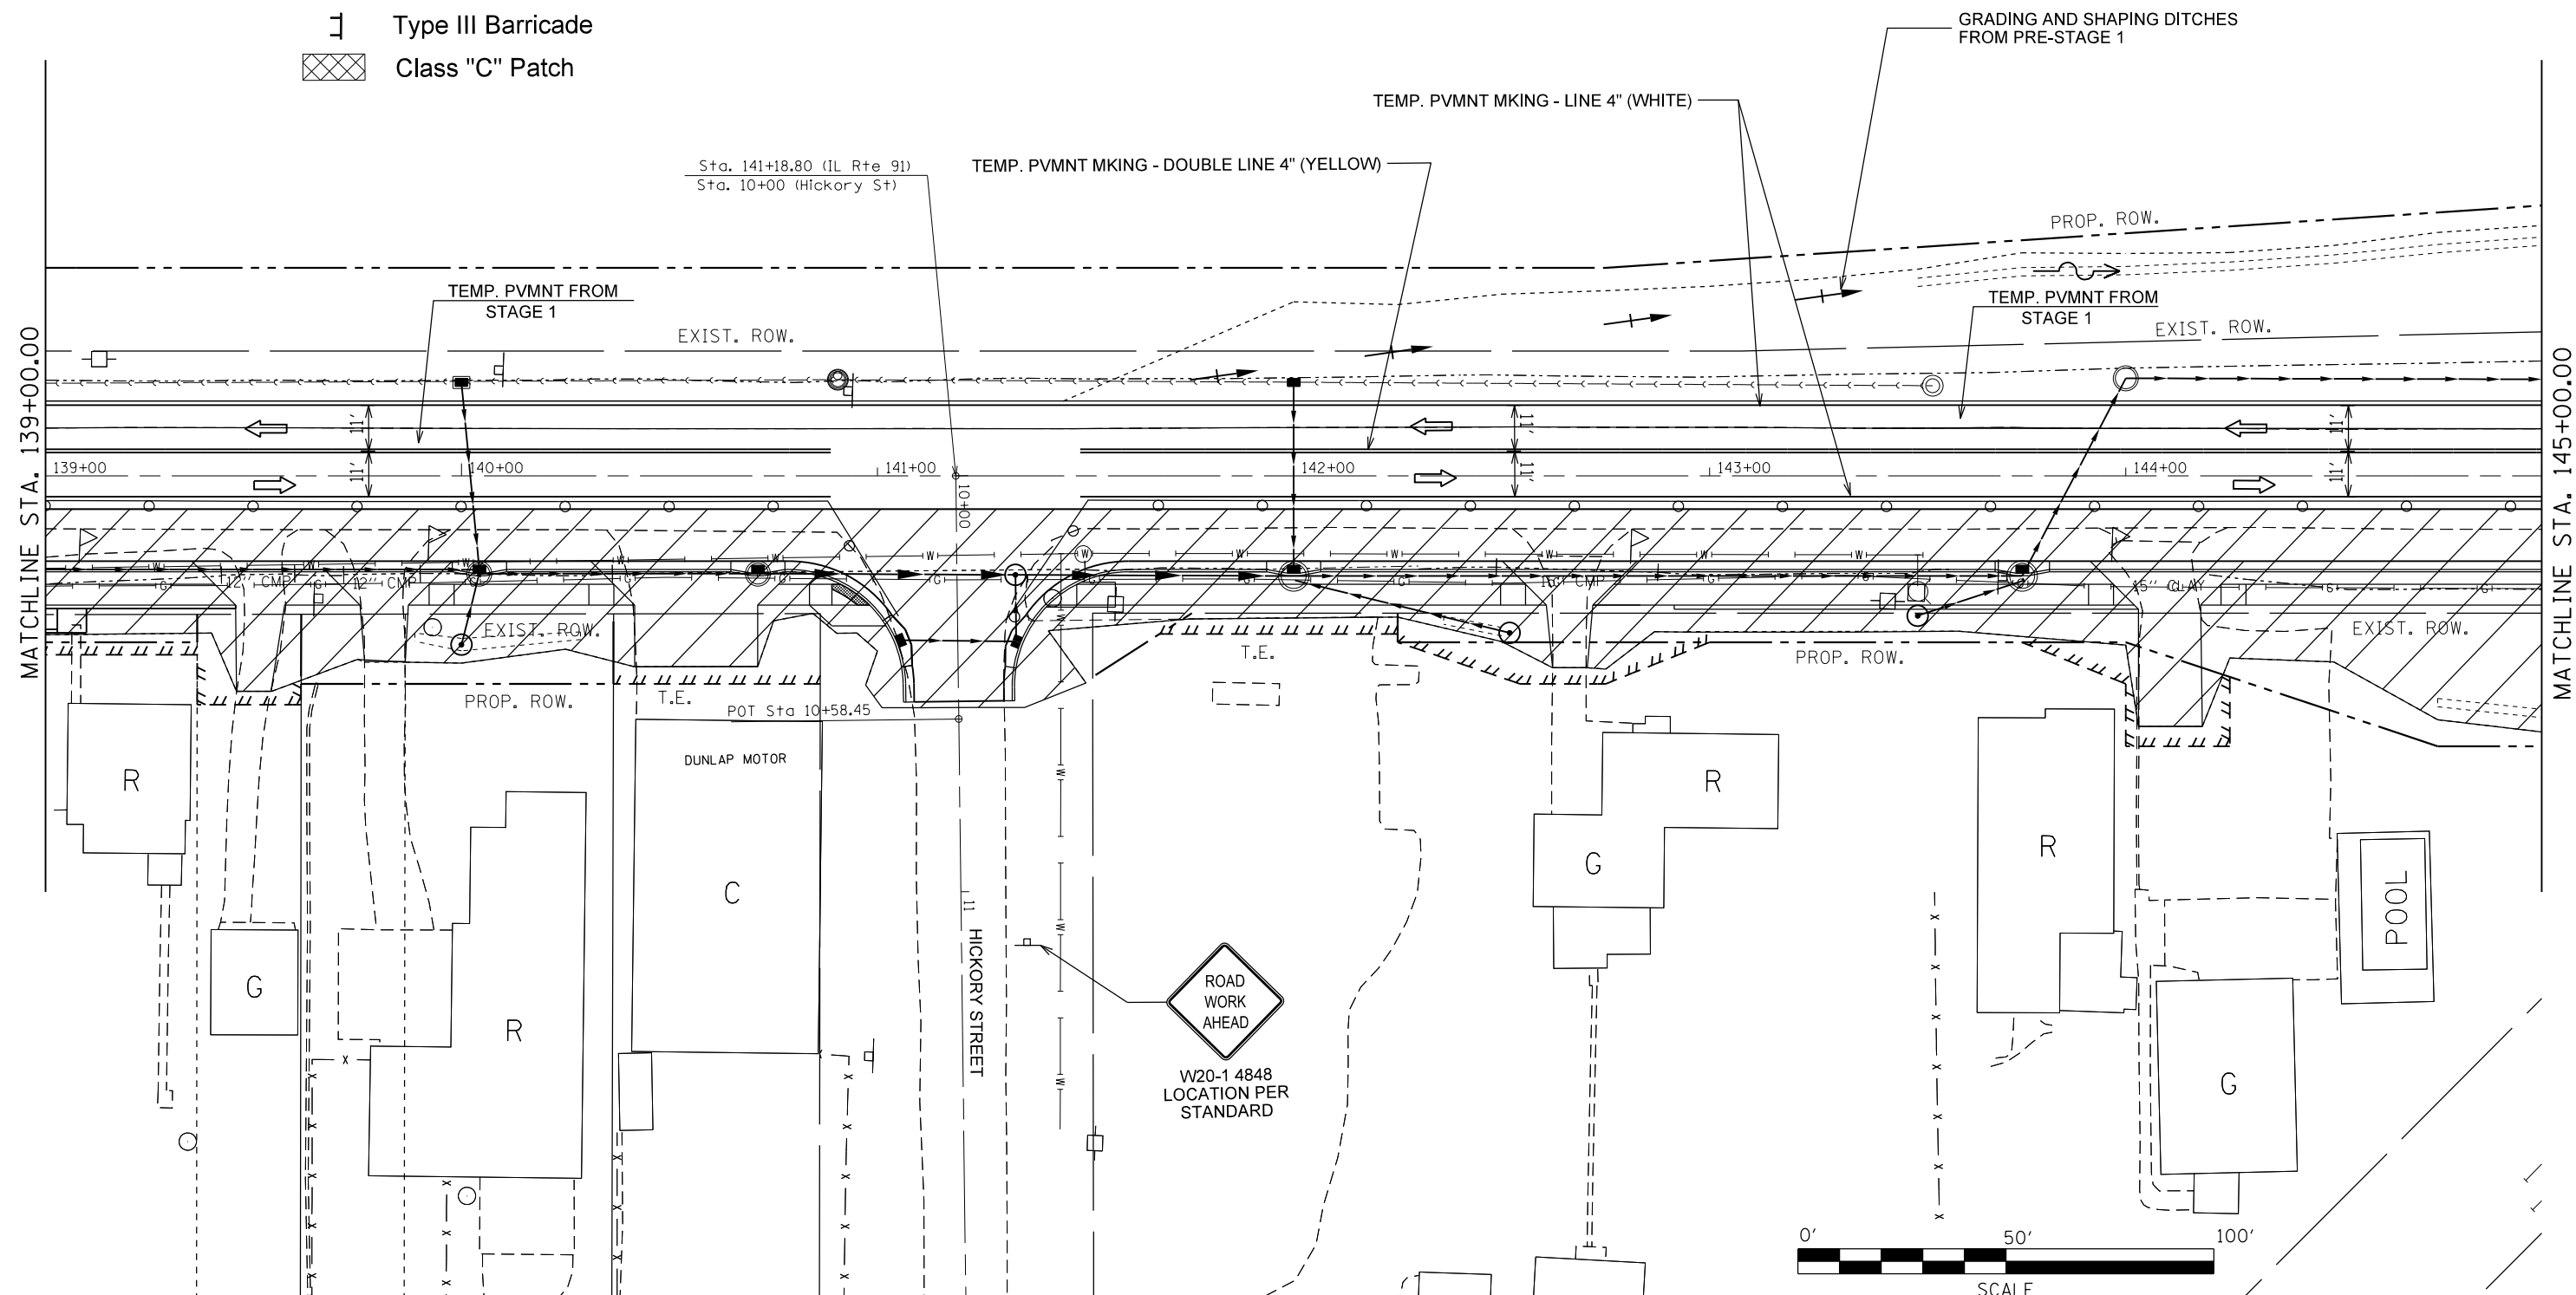 Type III Barricade
Class "C" Patch
GRADING AND SHAPING DITCHES
FROM PRE-STAGE 1
TEMP. PVMNT MKING - LINE 4" (WHITE)
TEMP. PVMNT MKING - DOUBLE LINE 4" (YELLOW)
Sta. 141+18.80 (IL Rte 91)
Sta. 10+00 (Hickory St)
PROP. ROW.
TEMP. PVMNT FROM
STAGE 1
TEMP. PVMNT FROM
STAGE 1
EXIST. ROW.
EXIST. ROW.
MATCHLINE STA. 139+00.00
MATCHLINE STA. 145+00.00
11'
11'
11'
11'
11'
11'
139+00
140+00
141+00
142+00
143+00
144+00
10+00
W
W
W
W
W
W
W
W
W
W
W
12" CMP
12" CMP
CMP
15" CLAY
G
G
G
G
G
G
G
EXIST. ROW.
EXIST. ROW.
T.E.
T.E.
PROP. ROW.
PROP. ROW.
POT Sta 10+58.45
DUNLAP MOTOR
R
R
R
R
C
G
G
G
POOL
11
HICKORY STREET
W
W
W
W
ROAD
WORK
AHEAD
W20-1 4848
LOCATION PER
STANDARD
0'
50'
100'
SCALE